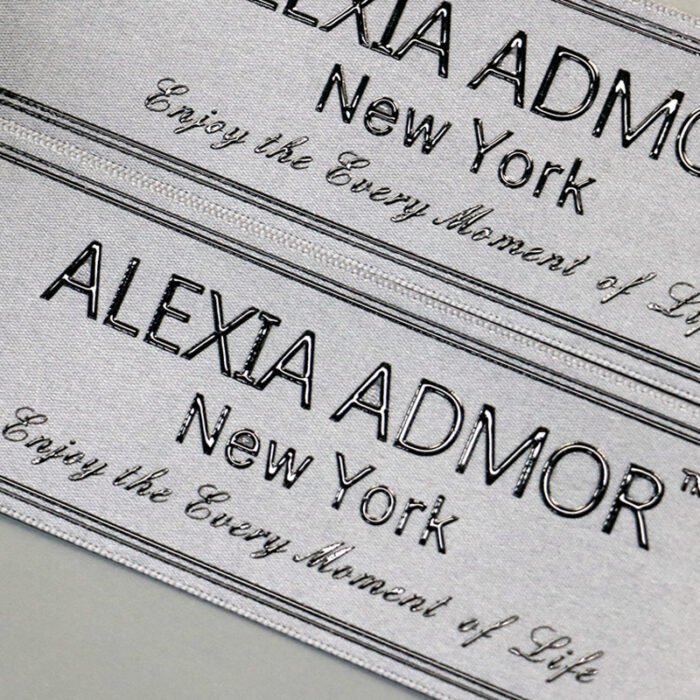 ALEXIA ADMO
New York
Enjoy the Every Moment of Life
ALEXIA ADMOR™
New York
Enjoy the Every Moment of Life